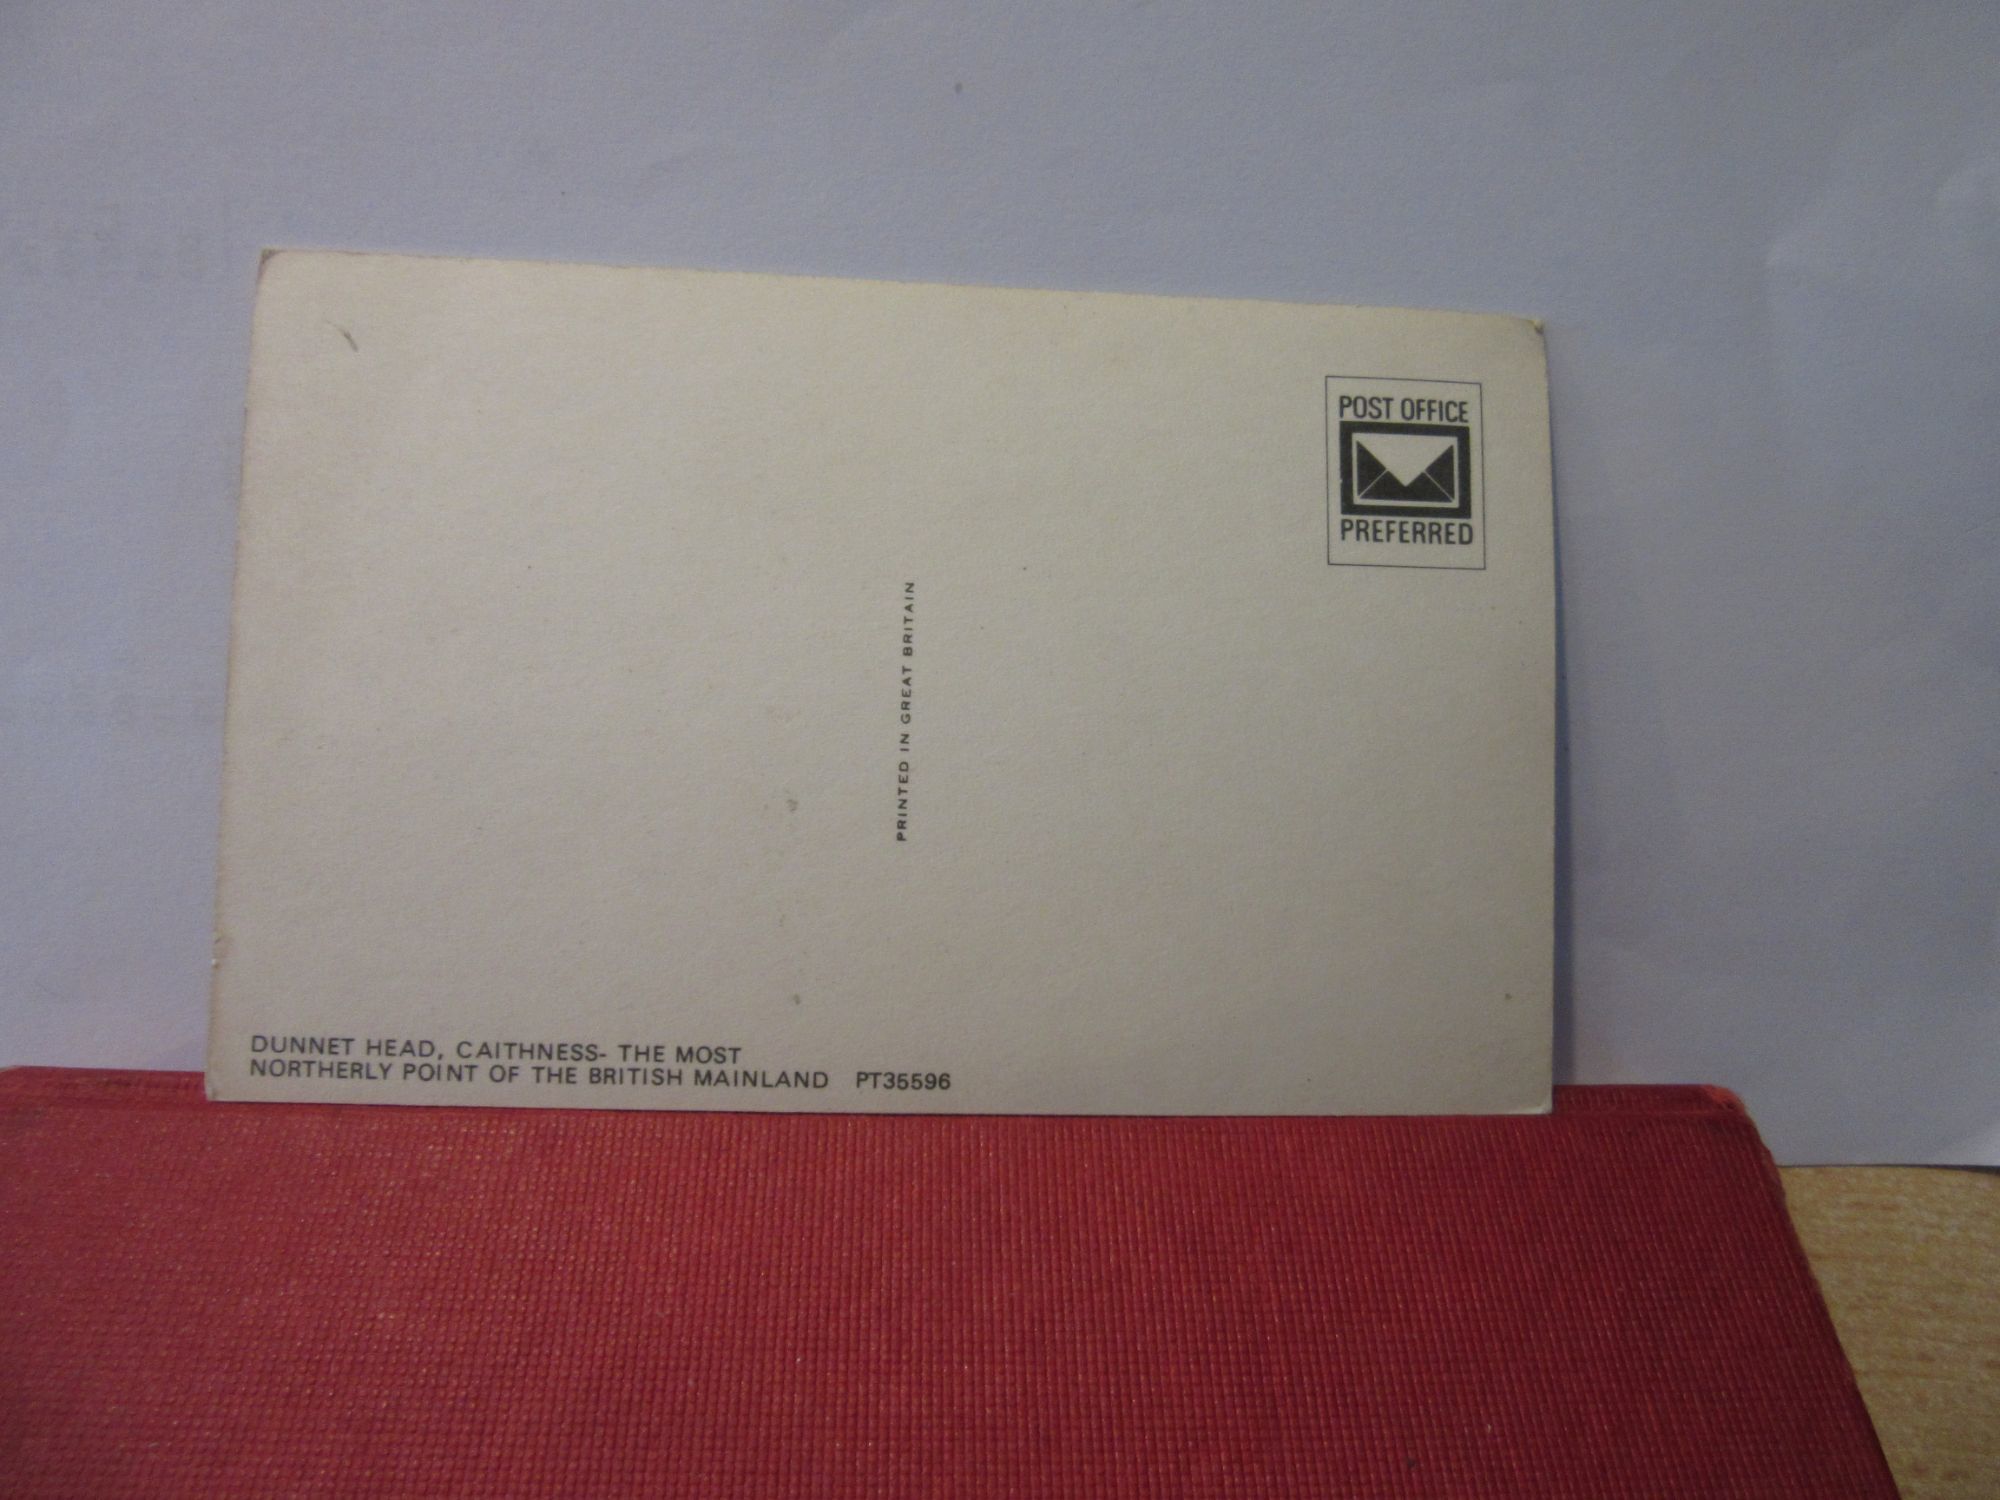 POST OFFICE
PREFERRED
PRINTED IN GREAT BRITAIN
DUNNET HEAD, CAITHNESS- THE MOST
NORTHERLY POINT OF THE BRITISH MAINLAND PT35596